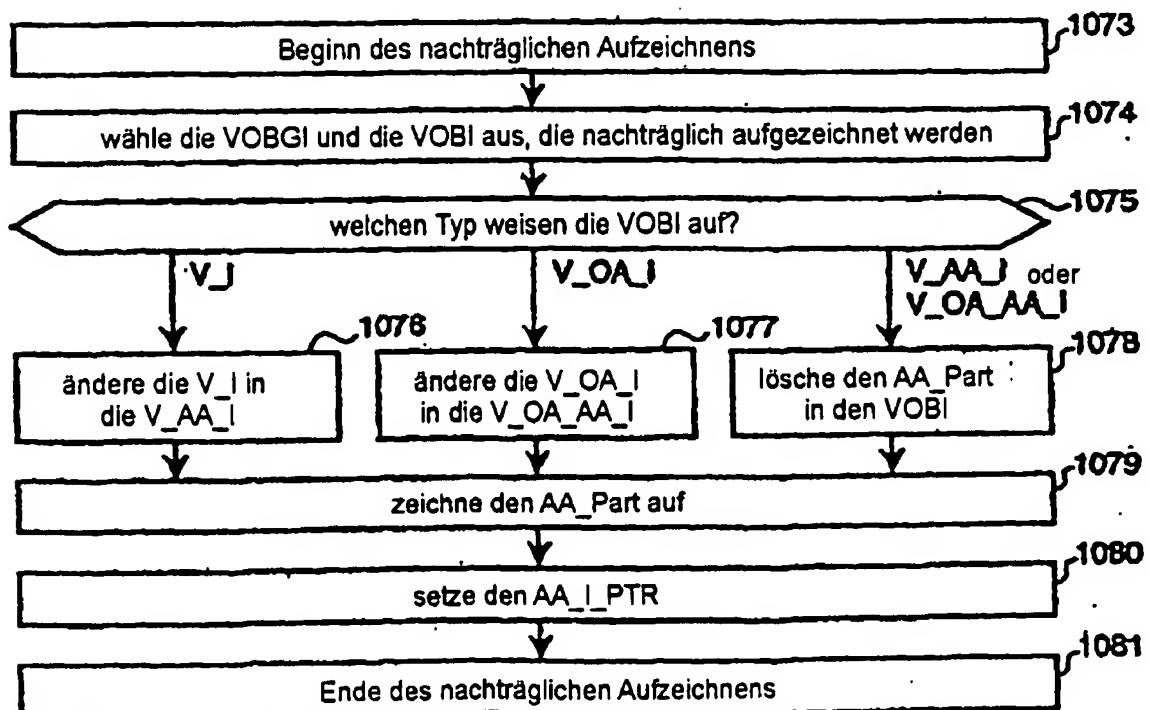 1073
Beginn des nachträglichen Aufzeichnens
1074
wähle die VOBGI und die VOBI aus, die nachträglich aufgezeichnet werden
1075
welchen Typ weisen die VOBI auf?
V_I
V_OA_I
V_AA_I oder
V_OA_AA_I
1076
ändere die V_I in
die V_AA_I
1077
ändere die V_OA_I
in die V_OA_AA_I
1078
lösche den AA_Part
in den VOBI
1079
zeichne den AA_Part auf
1080
setze den AA_I_PTR
1081
Ende des nachträglichen Aufzeichnens